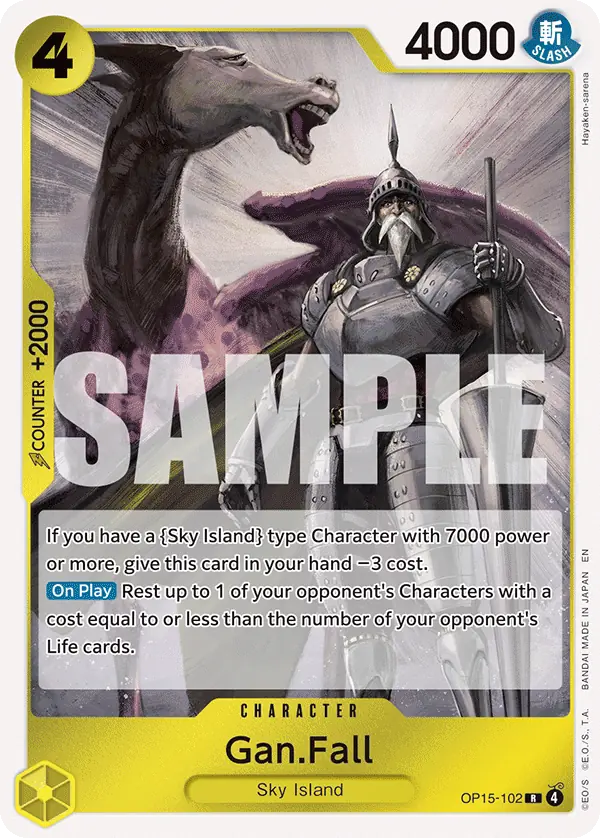 4
4000
斬
SLASH
Hayaken-sarena
COUNTER +2000
SAMPLE
If you have a {Sky Island} type Character with 7000 power
or more, give this card in your hand −3 cost.
On Play Rest up to 1 of your opponent's Characters with a
cost equal to or less than the number of your opponent's
Life cards.
CHARACTER
Gan.Fall
Sky Island
OP15-102 R 4
©EO/S ©E.O./S., T.A. BANDAI MADE IN JAPAN EN